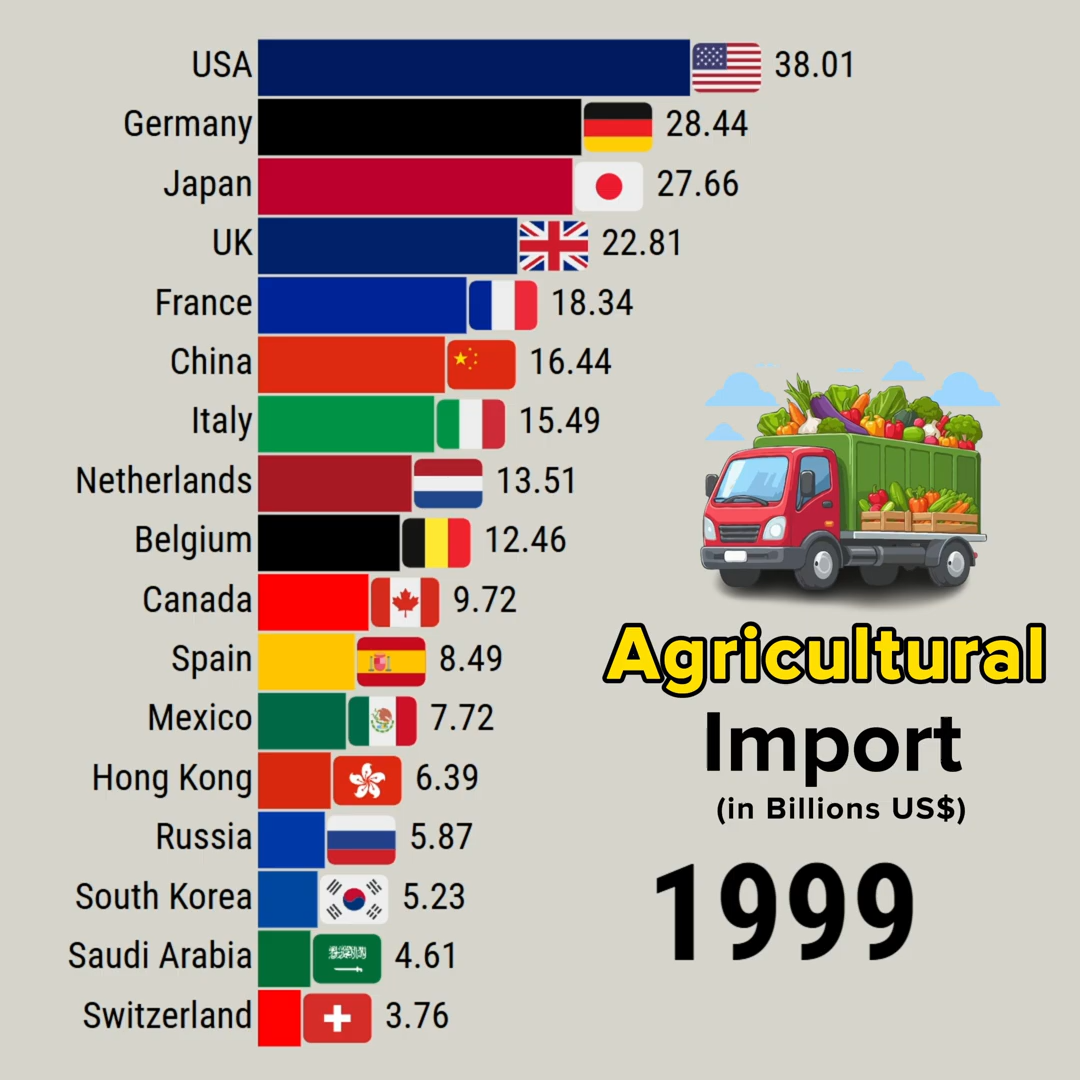 USA 38.01
Germany 28.44
Japan 27.66
UK 22.81
France 18.34
China 16.44
Italy 15.49
Netherlands 13.51
Belgium 12.46
Canada 9.72
Spain 8.49
Mexico 7.72
Hong Kong 6.39
Russia 5.87
South Korea 5.23
Saudi Arabia 4.61
Switzerland 3.76
Agricultural
Import
(in Billions US$)
1999